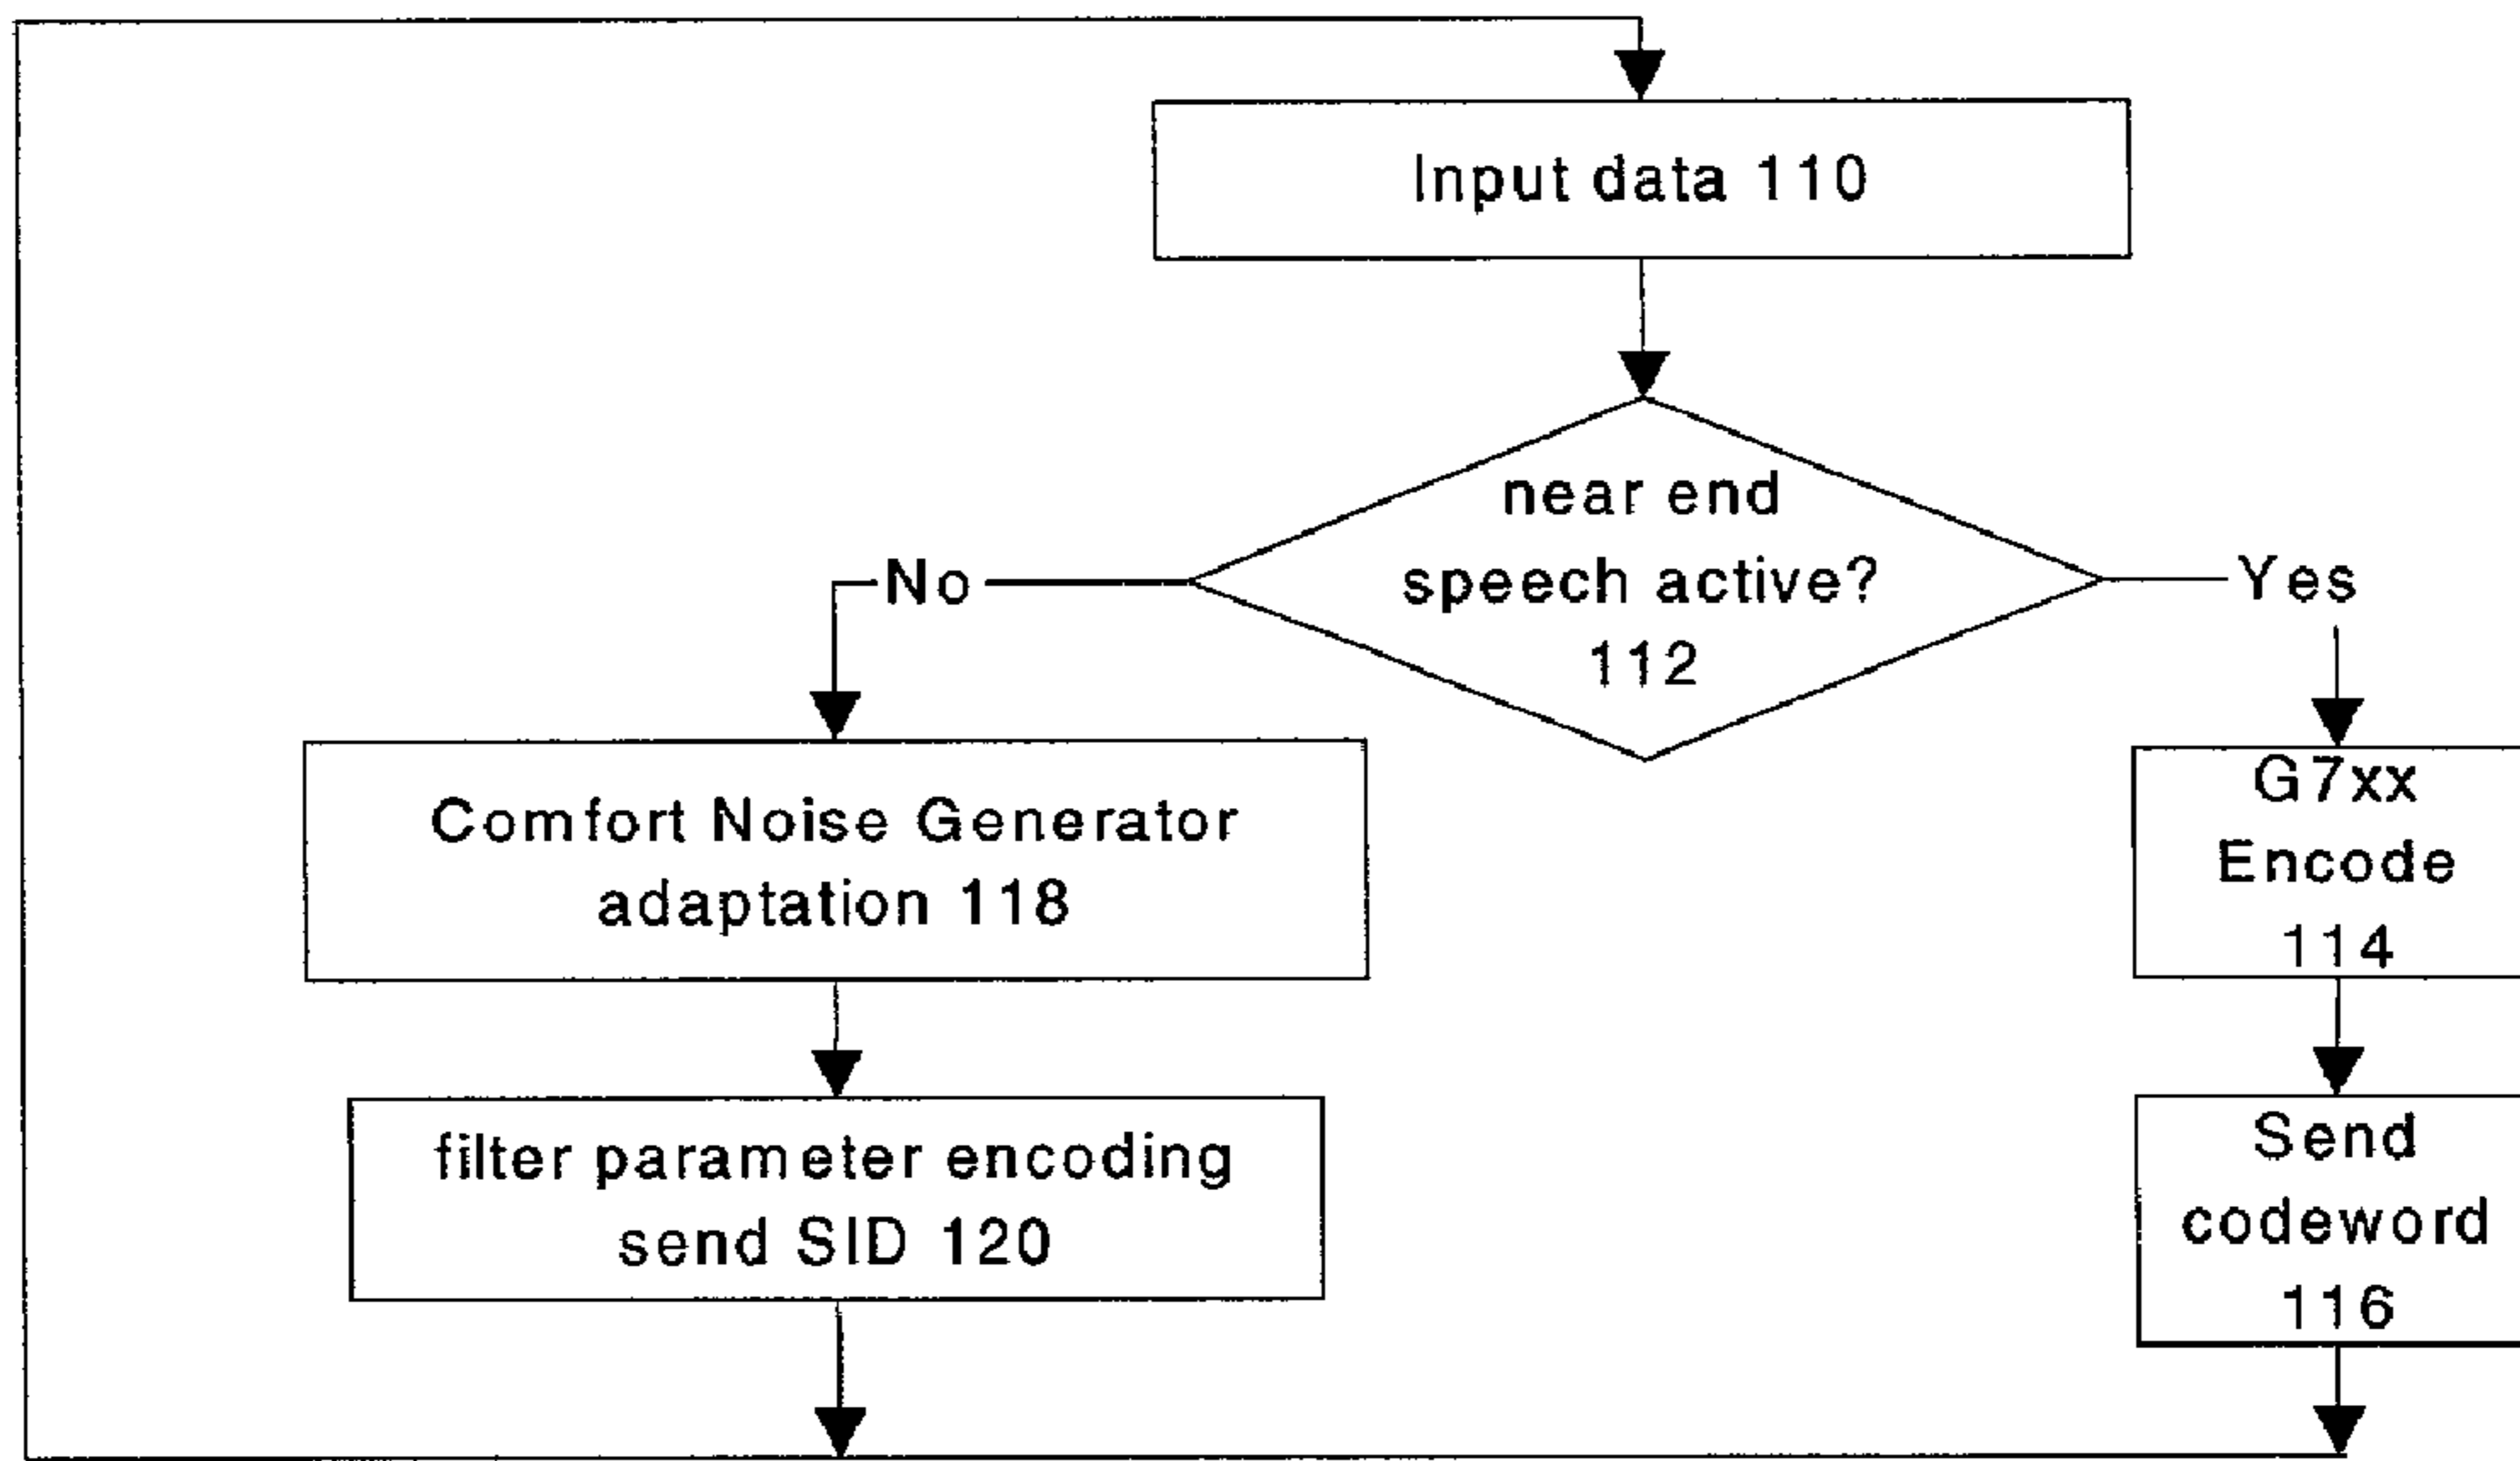 Input data 110
near end
speech active?
112
No
Yes
Comfort Noise Generator
adaptation 118
G7xx
Encode
114
filter parameter encoding
send SID 120
Send
codeword
116